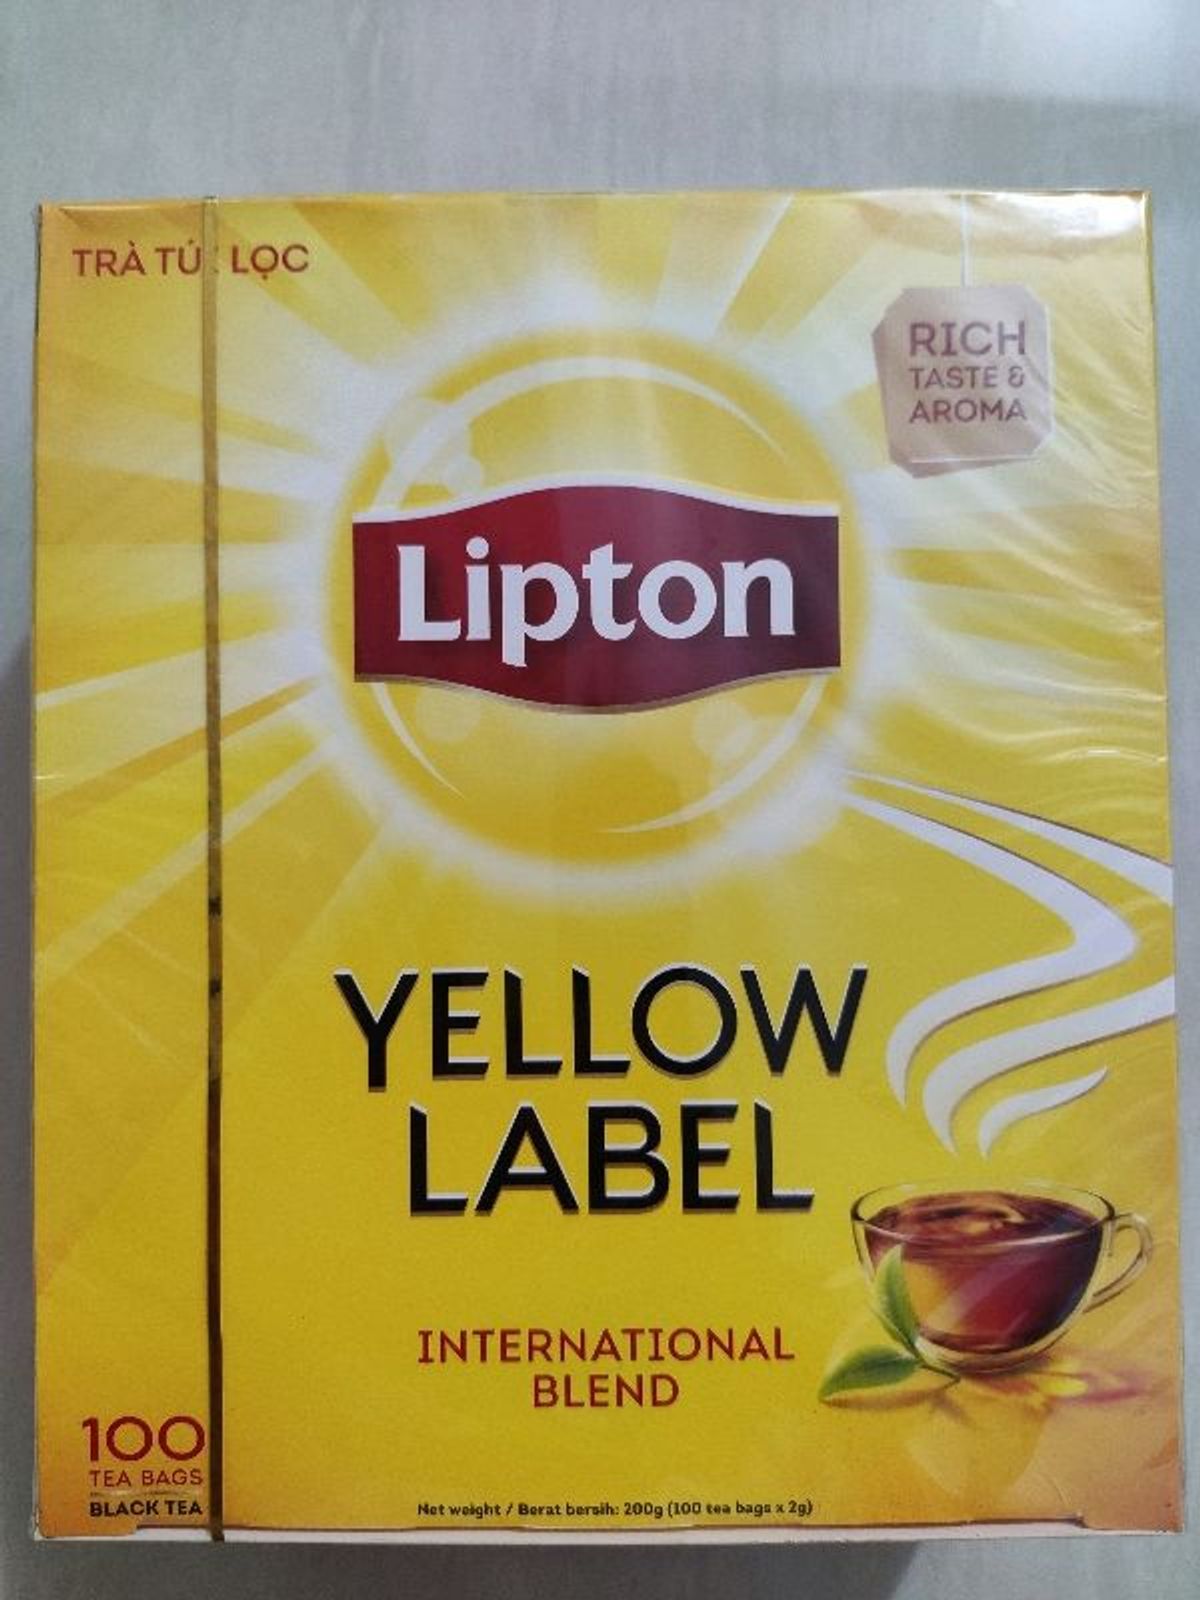 TRÀ TÚI LỌC
RICH
TASTE &
AROMA
Lipton
YELLOW
LABEL
INTERNATIONAL
BLEND
100
TEA BAGS
BLACK TEA
Net weight / Berat bersih: 200g (100 tea bags x 2g)